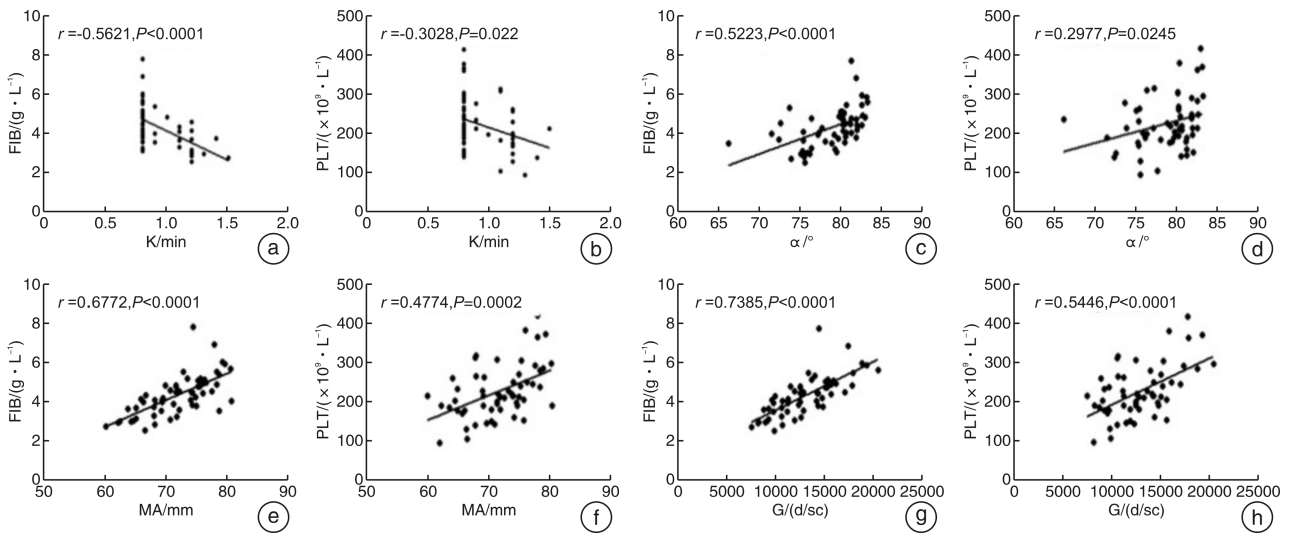 r=-0.5621,P<0.0001
FIB/(g・L⁻¹)
10
8
6
4
2
0
0 0.5 1.0 1.5 2.0
K/min
a
r=-0.3028,P=0.022
PLT/(×10⁹・L⁻¹)
500
400
300
200
100
0
0 0.5 1.0 1.5 2.0
K/min
b
r=0.5223,P<0.0001
FIB/(g・L⁻¹)
10
8
6
4
2
0
60 65 70 75 80 85 90
α/°
c
r=0.2977,P=0.0245
PLT/(×10⁹・L⁻¹)
500
400
300
200
100
0
60 65 70 75 80 85 90
α/°
d
r=0.6772,P<0.0001
FIB/(g・L⁻¹)
10
8
6
4
2
0
50 60 70 80 90
MA/mm
e
r=0.4774,P=0.0002
PLT/(×10⁹・L⁻¹)
500
400
300
200
100
0
50 60 70 80 90
MA/mm
f
r=0.7385,P<0.0001
FIB/(g・L⁻¹)
10
8
6
4
2
0
0 5000 10000 15000 20000 25000
G/(d/sc)
g
r=0.5446,P<0.0001
PLT/(×10⁹・L⁻¹)
500
400
300
200
100
0
0 5000 10000 15000 20000 25000
G/(d/sc)
h